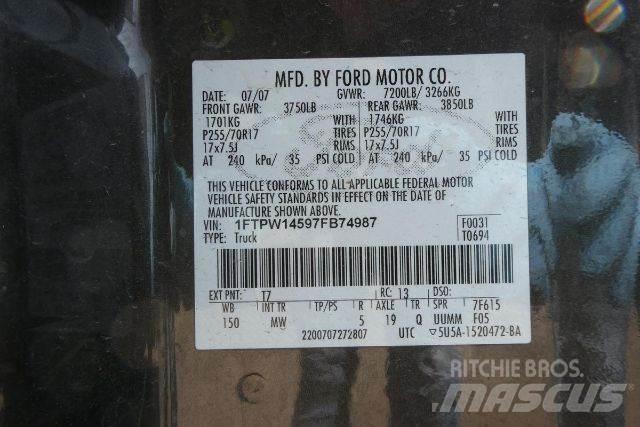 MFD. BY FORD MOTOR CO.
DATE: 07/07 GVWR: 7200LB/ 3266KG
FRONT GAWR: 3750LB REAR GAWR: 3850LB
1701KG WITH 1746KG WITH
P255/70R17 TIRES P255/70R17 TIRES
17x7.5J RIMS 17x7.5J RIMS
AT 240 kPa/ 35 PSI COLD AT 240 kPa/ 35 PSI COLD
THIS VEHICLE CONFORMS TO ALL APPLICABLE FEDERAL MOTOR
VEHICLE SAFETY STANDARDS IN EFFECT ON THE DATE OF
MANUFACTURE SHOWN ABOVE.
VIN: 1FTPW14597FB74987 F0031
TYPE: Truck T0694
EXT PNT: T7 RC: 13 DSO:
WB INT TR TP/PS R AXLE TR SPR 7F615
150 MW 5 19 Q UUMM F05
2200707272807 UTC 5U5A-1520472-BA
RITCHIE BROS.
MASCUS